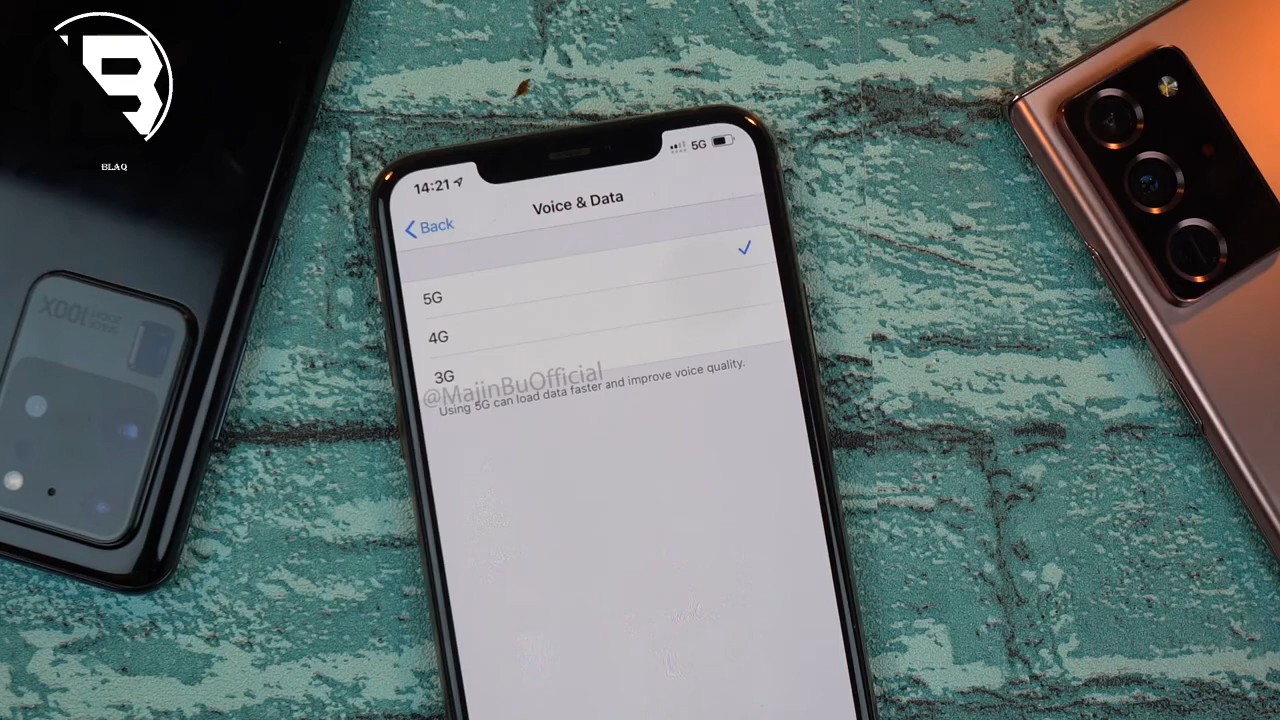 BLAQ
100X
14:21
5G
Back
Voice & Data
5G
4G
3G
@MajinBuOfficial
Using 5G can load data faster and improve voice quality.